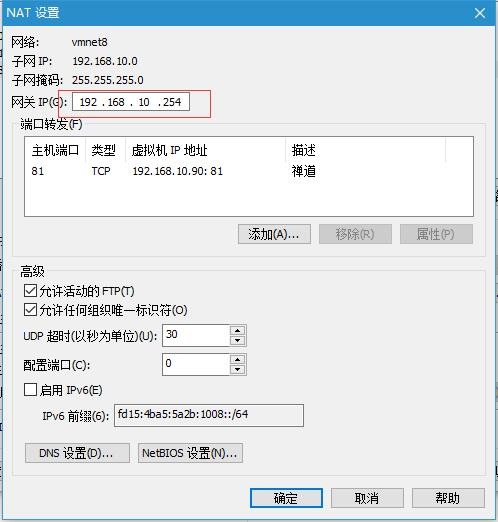 NAT 设置
网络: vmnet8
子网 IP: 192.168.10.0
子网掩码: 255.255.255.0
网关 IP(G): 192 . 168 . 10 . 254
端口转发(F)
主机端口 类型 虚拟机 IP 地址 描述
81 TCP 192.168.10.90: 81 禅道
添加(A)... 移除(R) 属性(P)
高级
允许活动的 FTP(T)
允许任何组织唯一标识符(O)
UDP 超时(以秒为单位)(U): 30
配置端口(C): 0
启用 IPv6(E)
IPv6 前缀(6): fd15:4ba5:5a2b:1008::/64
DNS 设置(D)... NetBIOS 设置(N)...
确定 取消 帮助